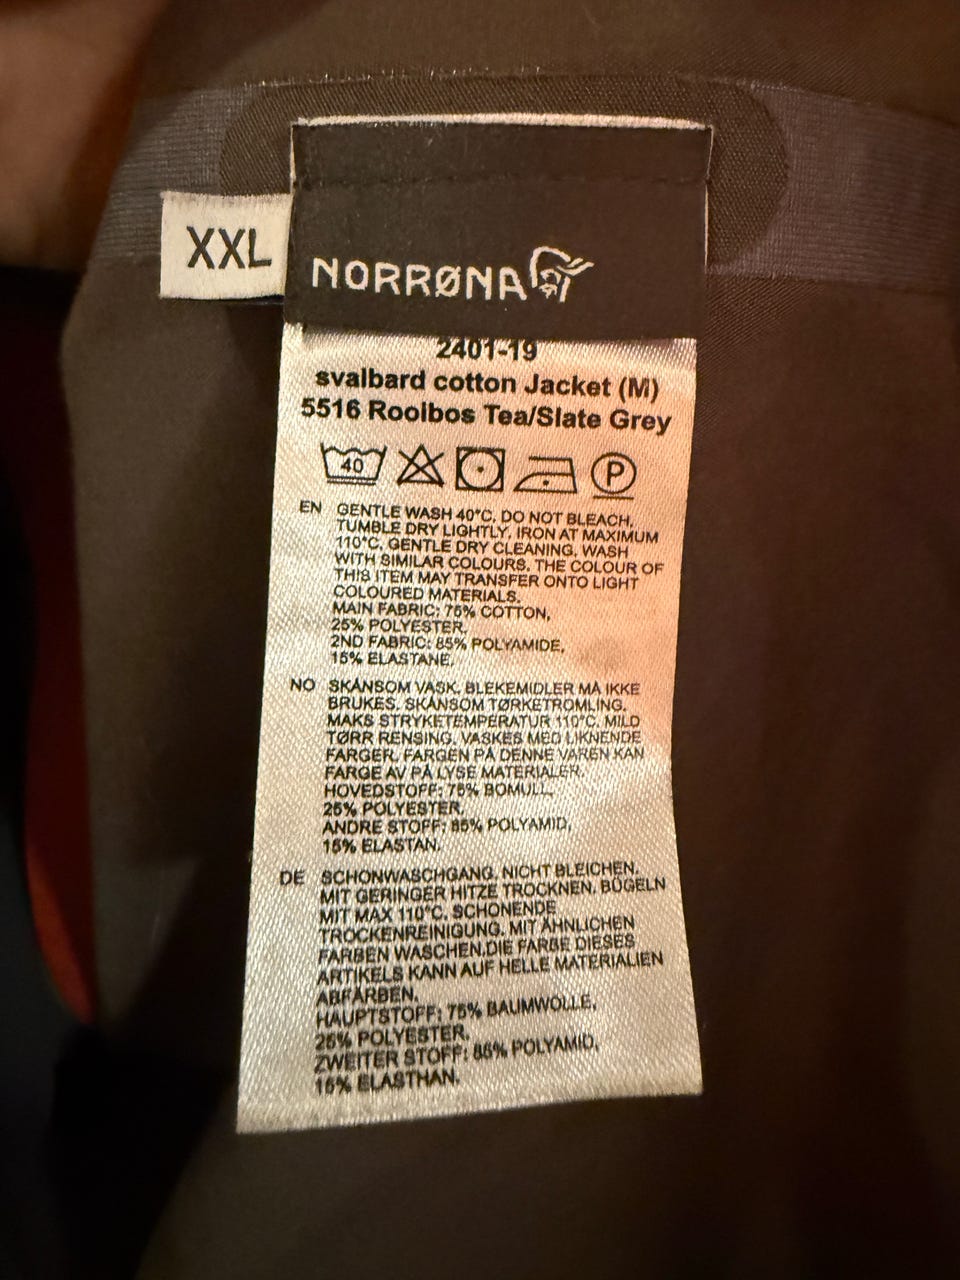 XXL
NORRØNA
2401-19
svalbard cotton Jacket (M)
5516 Rooibos Tea/Slate Grey
40
P
EN GENTLE WASH 40°C. DO NOT BLEACH.
TUMBLE DRY LIGHTLY. IRON AT MAXIMUM
110°C. GENTLE DRY CLEANING. WASH
WITH SIMILAR COLOURS. THE COLOUR OF
THIS ITEM MAY TRANSFER ONTO LIGHT
COLOURED MATERIALS.
MAIN FABRIC: 75% COTTON,
25% POLYESTER.
2ND FABRIC: 85% POLYAMIDE,
15% ELASTANE.
NO SKÅNSOM VASK. BLEKEMIDLER MÅ IKKE
BRUKES. SKÅNSOM TØRKETROMLING.
MAKS STRYKETEMPERATUR 110°C. MILD
TØRR RENSING. VASKES MED LIKNENDE
FARGER. FARGEN PÅ DENNE VAREN KAN
FARGE AV PÅ LYSE MATERIALER.
HOVEDSTOFF: 75% BOMULL,
25% POLYESTER.
ANDRE STOFF: 85% POLYAMID,
15% ELASTAN.
DE SCHONWASCHGANG. NICHT BLEICHEN.
MIT GERINGER HITZE TROCKNEN. BÜGELN
MIT MAX 110°C. SCHONENDE
TROCKENREINIGUNG. MIT ÄHNLICHEN
FARBEN WASCHEN.DIE FARBE DIESES
ARTIKELS KANN AUF HELLE MATERIALIEN
ABFÄRBEN.
HAUPTSTOFF: 75% BAUMWOLLE,
25% POLYESTER.
ZWEITER STOFF: 85% POLYAMID,
15% ELASTHAN.